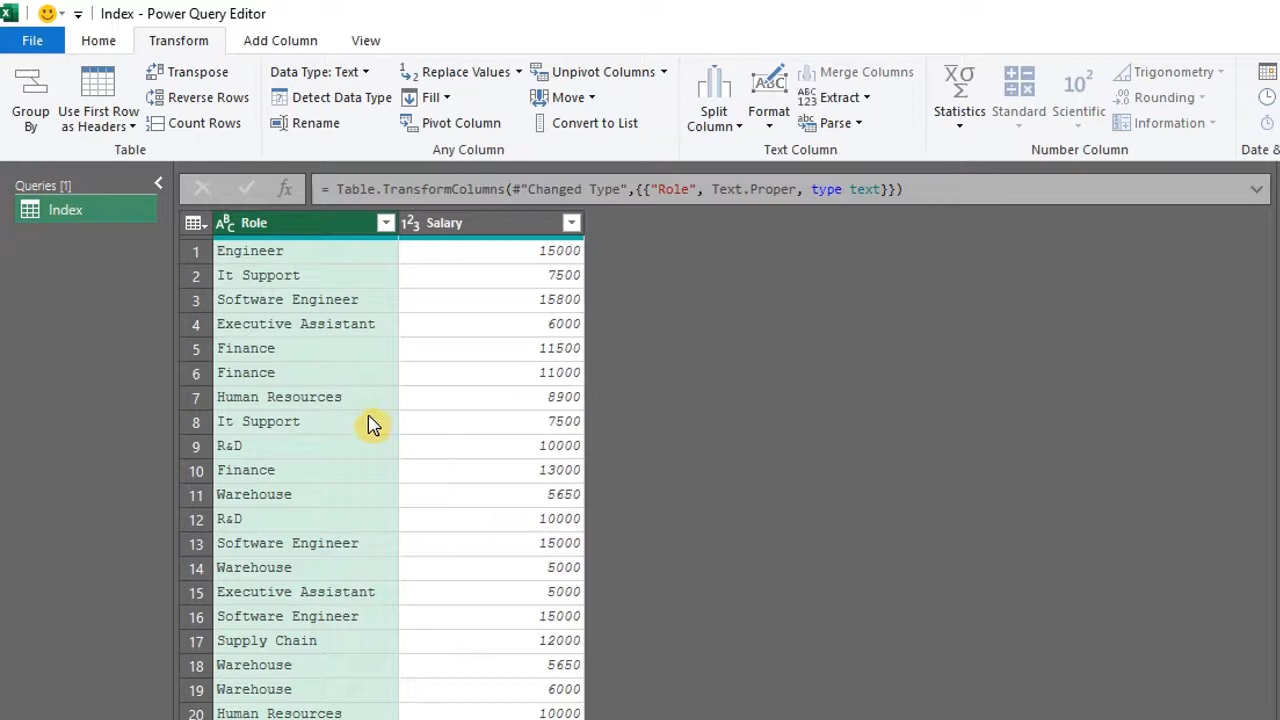 Index - Power Query Editor
File Home Transform Add Column View
Group By
Use First Row as Headers
Transpose
Reverse Rows
Count Rows
Table
Data Type: Text
Detect Data Type
Rename
Replace Values
Fill
Pivot Column
Unpivot Columns
Move
Convert to List
Any Column
Split Column
Format
Merge Columns
Extract
Parse
Text Column
Statistics
Standard
Scientific
Trigonometry
Rounding
Information
Number Column
Date &
Queries [1]
Index
= Table.TransformColumns(#"Changed Type",{{"Role", Text.Proper, type text}})
Role Salary
1 Engineer 15000
2 It Support 7500
3 Software Engineer 15800
4 Executive Assistant 6000
5 Finance 11500
6 Finance 11000
7 Human Resources 8900
8 It Support 7500
9 R&D 10000
10 Finance 13000
11 Warehouse 5650
12 R&D 10000
13 Software Engineer 15000
14 Warehouse 5000
15 Executive Assistant 5000
16 Software Engineer 15000
17 Supply Chain 12000
18 Warehouse 5650
19 Warehouse 6000
20 Human Resources 10000